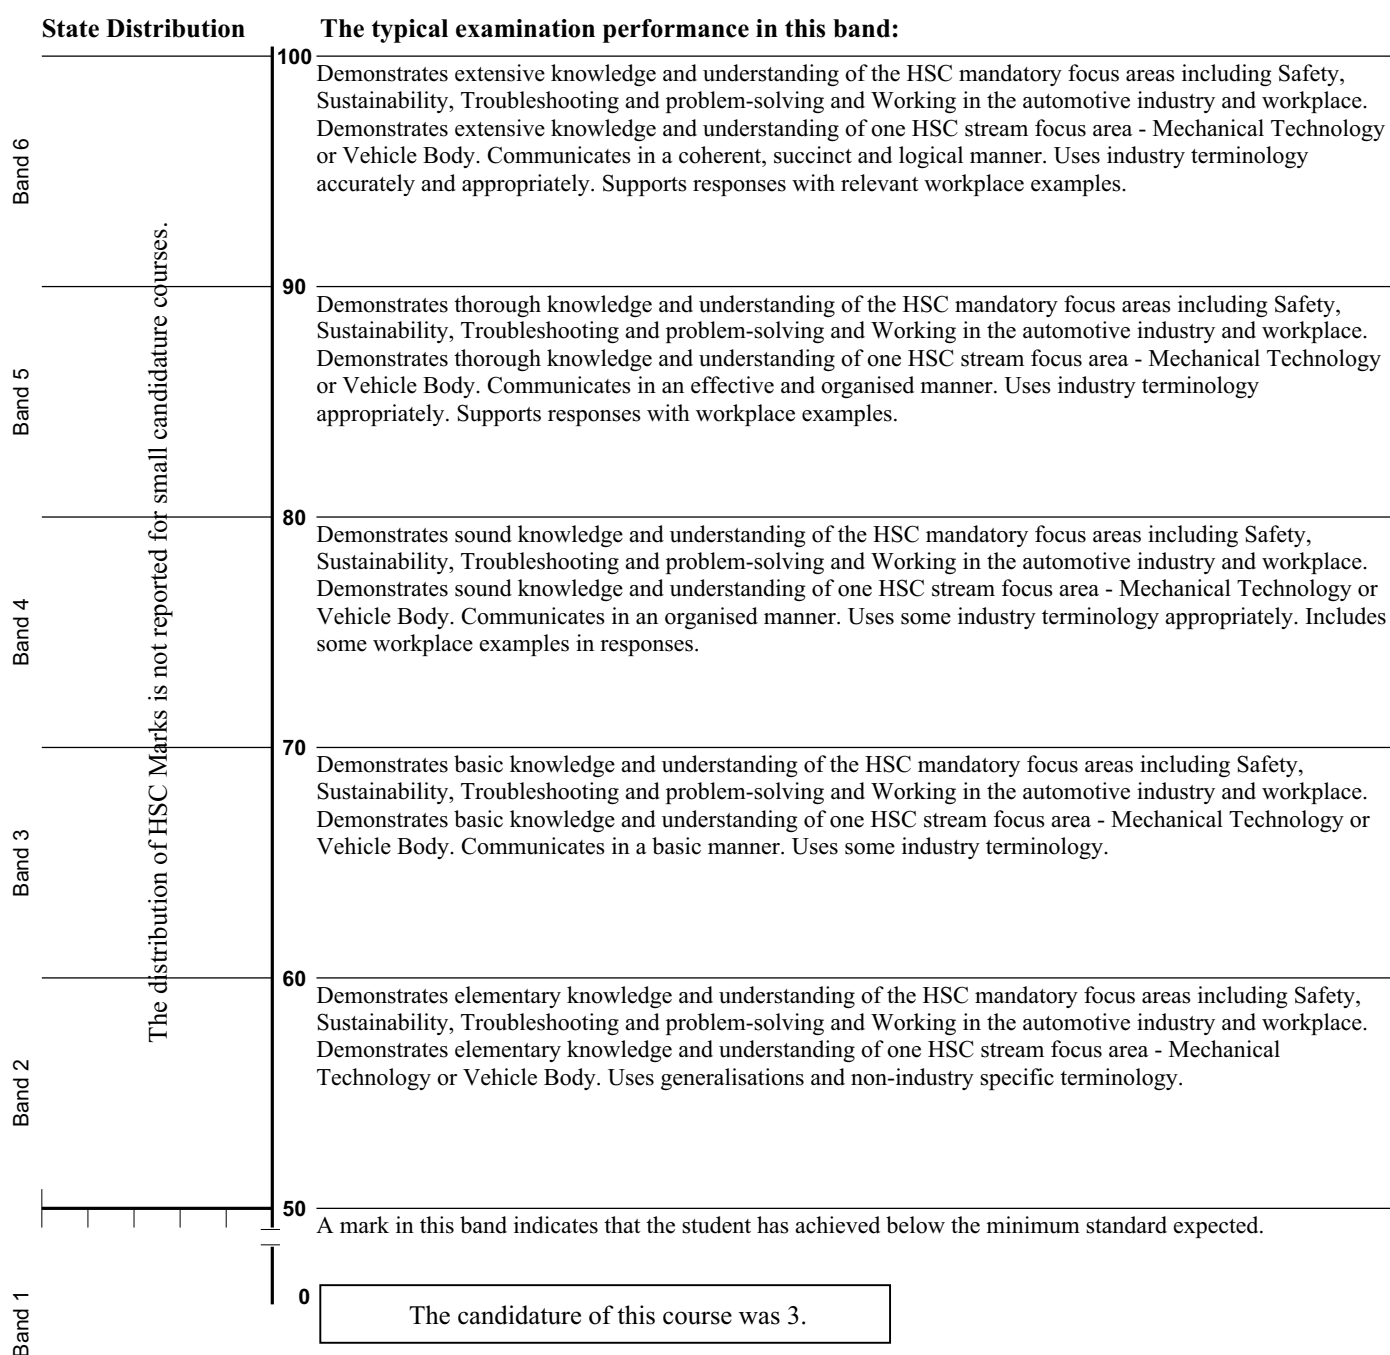 State Distribution
The typical examination performance in this band:
100
Demonstrates extensive knowledge and understanding of the HSC mandatory focus areas including Safety,
Sustainability, Troubleshooting and problem-solving and Working in the automotive industry and workplace.
Demonstrates extensive knowledge and understanding of one HSC stream focus area - Mechanical Technology
or Vehicle Body. Communicates in a coherent, succinct and logical manner. Uses industry terminology
accurately and appropriately. Supports responses with relevant workplace examples.
Band 6
90
Demonstrates thorough knowledge and understanding of the HSC mandatory focus areas including Safety,
Sustainability, Troubleshooting and problem-solving and Working in the automotive industry and workplace.
Demonstrates thorough knowledge and understanding of one HSC stream focus area - Mechanical Technology
or Vehicle Body. Communicates in an effective and organised manner. Uses industry terminology
appropriately. Supports responses with workplace examples.
Band 5
80
Demonstrates sound knowledge and understanding of the HSC mandatory focus areas including Safety,
Sustainability, Troubleshooting and problem-solving and Working in the automotive industry and workplace.
Demonstrates sound knowledge and understanding of one HSC stream focus area - Mechanical Technology or
Vehicle Body. Communicates in an organised manner. Uses some industry terminology appropriately. Includes
some workplace examples in responses.
Band 4
The distribution of HSC Marks is not reported for small candidature courses.
70
Demonstrates basic knowledge and understanding of the HSC mandatory focus areas including Safety,
Sustainability, Troubleshooting and problem-solving and Working in the automotive industry and workplace.
Demonstrates basic knowledge and understanding of one HSC stream focus area - Mechanical Technology or
Vehicle Body. Communicates in a basic manner. Uses some industry terminology.
Band 3
60
Demonstrates elementary knowledge and understanding of the HSC mandatory focus areas including Safety,
Sustainability, Troubleshooting and problem-solving and Working in the automotive industry and workplace.
Demonstrates elementary knowledge and understanding of one HSC stream focus area - Mechanical
Technology or Vehicle Body. Uses generalisations and non-industry specific terminology.
Band 2
50
A mark in this band indicates that the student has achieved below the minimum standard expected.
0
Band 1
The candidature of this course was 3.